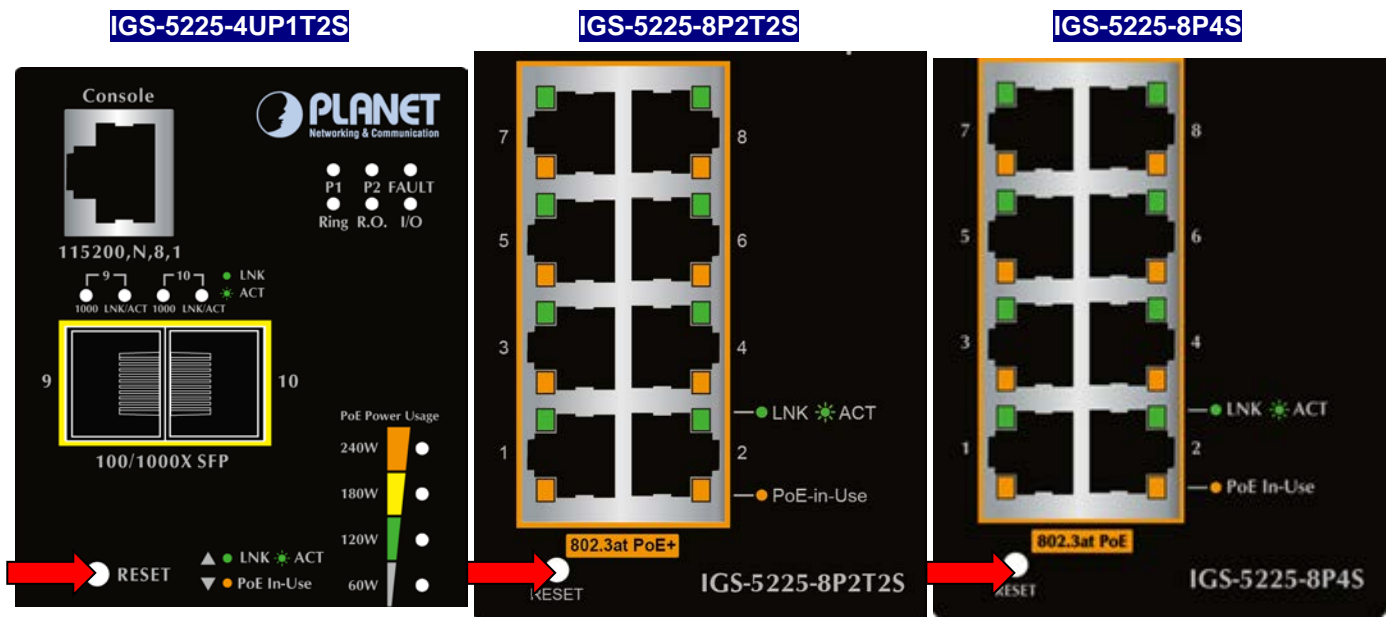 IGS-5225-4UP1T2S
IGS-5225-8P2T2S
IGS-5225-8P4S
Console
PLANET
Networking & Communication
P1 P2 FAULT
Ring R.O. I/O
115200,N,8,1
9 10 LNK
ACT
1000 LNK/ACT 1000 LNK/ACT
9 10
100/1000X SFP
PoE Power Usage
240W
180W
120W
60W
RESET
LNK ACT
PoE In-Use
7 8
5 6
3 4
1 2
LNK ACT
PoE-in-Use
802.3at PoE+
RESET
IGS-5225-8P2T2S
7 8
5 6
3 4
1 2
LNK ACT
PoE In-Use
802.3at PoE
RESET
IGS-5225-8P4S